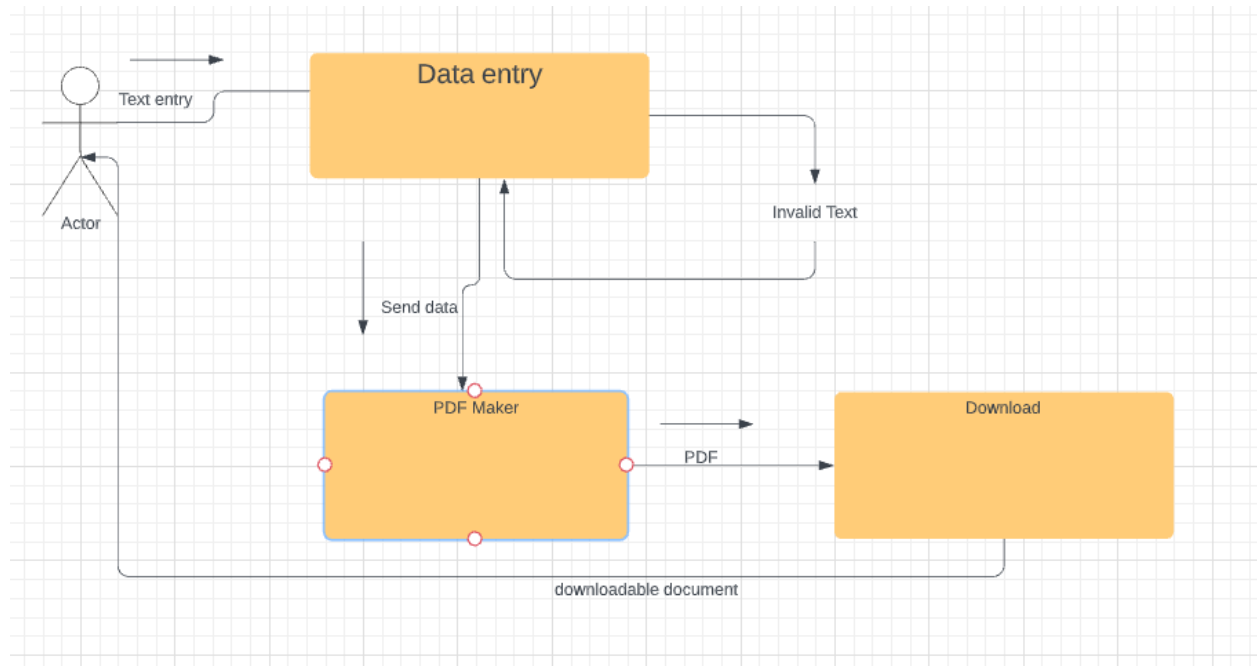 Data entry
Text entry
Invalid Text
Actor
Send data
PDF Maker
Download
PDF
downloadable document